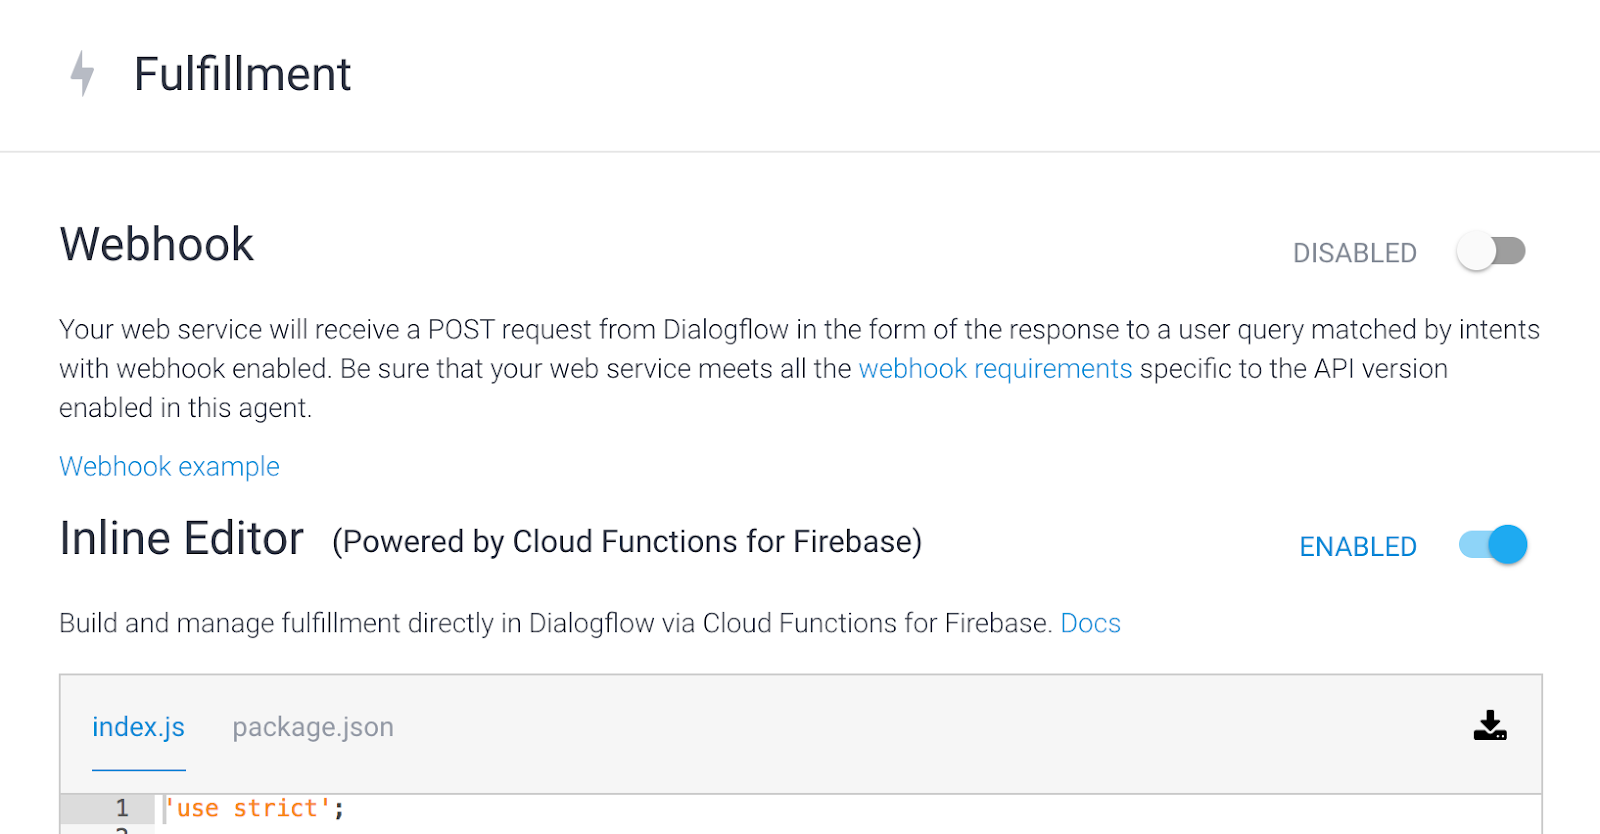 Fulfillment
Webhook
DISABLED
Your web service will receive a POST request from Dialogflow in the form of the response to a user query matched by intents
with webhook enabled. Be sure that your web service meets all the webhook requirements specific to the API version
enabled in this agent.
Webhook example
Inline Editor (Powered by Cloud Functions for Firebase)
ENABLED
Build and manage fulfillment directly in Dialogflow via Cloud Functions for Firebase. Docs
index.js package.json
1 'use strict';